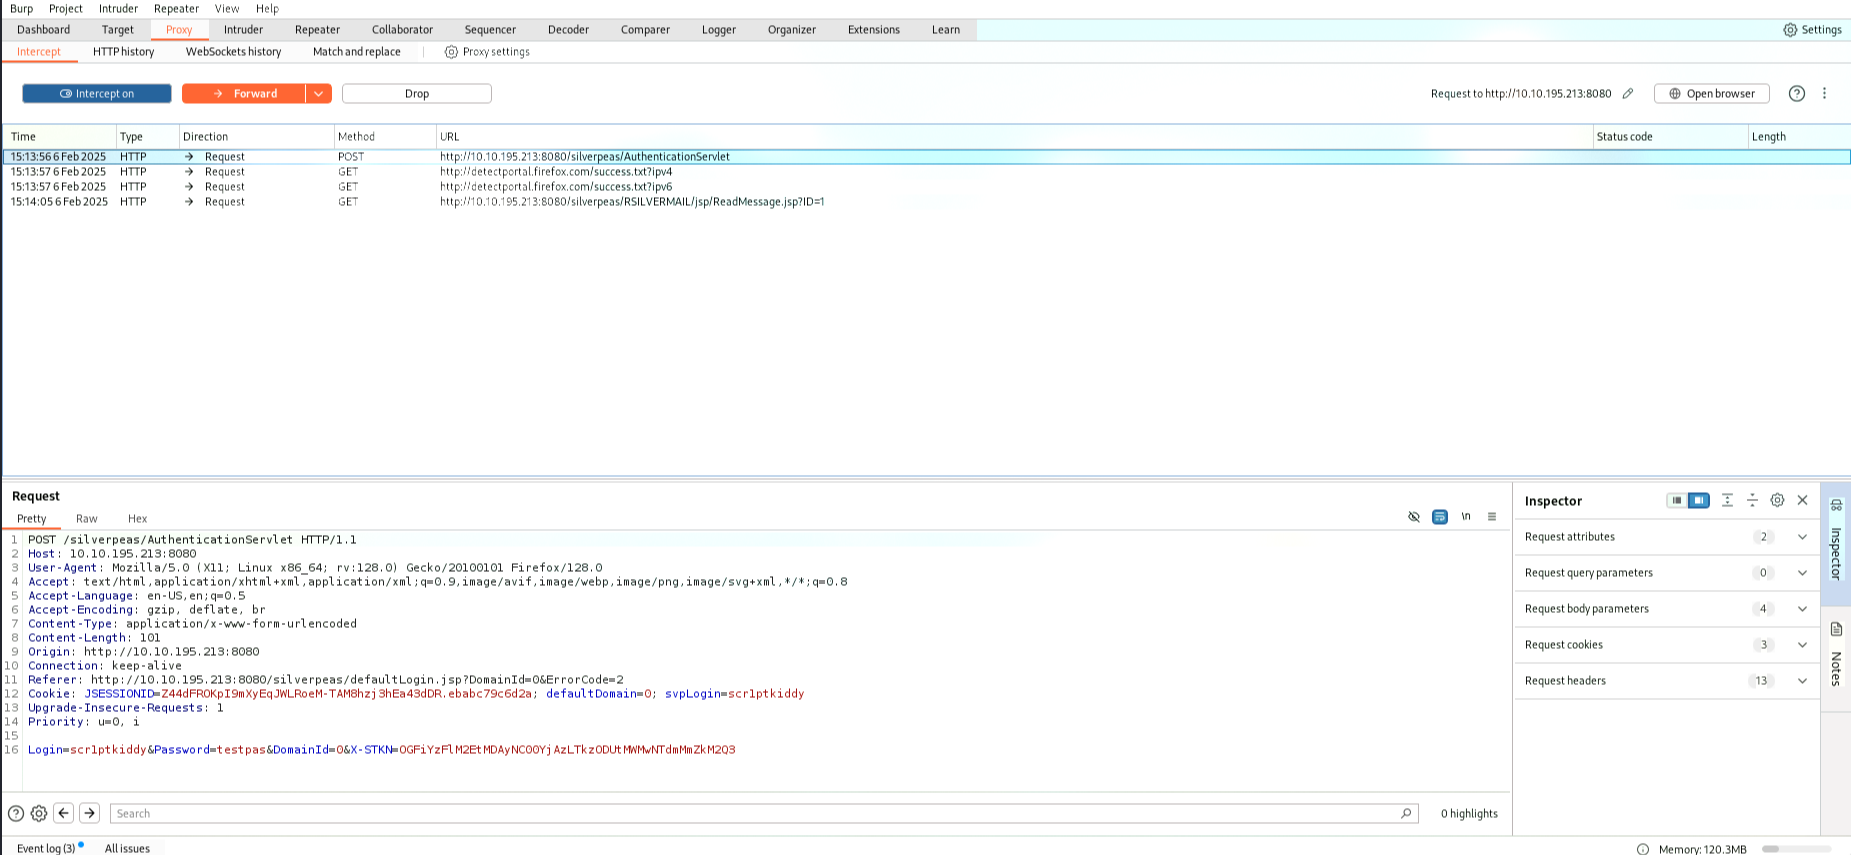 Burp Project Intruder Repeater View Help
Dashboard Target Proxy Intruder Repeater Collaborator Sequencer Decoder Comparer Logger Organizer Extensions Learn Settings
Intercept HTTP history WebSockets history Match and replace Proxy settings
Intercept on → Forward Drop Request to http://10.10.195.213:8080 Open browser
Time Type Direction Method URL Status code Length
15:13:56 6 Feb 2025 HTTP → Request POST http://10.10.195.213:8080/silverpeas/AuthenticationServlet
15:13:57 6 Feb 2025 HTTP → Request GET http://detectportal.firefox.com/success.txt?ipv4
15:13:57 6 Feb 2025 HTTP → Request GET http://detectportal.firefox.com/success.txt?ipv6
15:14:05 6 Feb 2025 HTTP → Request GET http://10.10.195.213:8080/silverpeas/RSILVERMAIL/jsp/ReadMessage.jsp?ID=1
Request
Pretty Raw Hex \n
1 POST /silverpeas/AuthenticationServlet HTTP/1.1
2 Host: 10.10.195.213:8080
3 User-Agent: Mozilla/5.0 (X11; Linux x86_64; rv:128.0) Gecko/20100101 Firefox/128.0
4 Accept: text/html,application/xhtml+xml,application/xml;q=0.9,image/avif,image/webp,image/png,image/svg+xml,*/*;q=0.8
5 Accept-Language: en-US,en;q=0.5
6 Accept-Encoding: gzip, deflate, br
7 Content-Type: application/x-www-form-urlencoded
8 Content-Length: 101
9 Origin: http://10.10.195.213:8080
10 Connection: keep-alive
11 Referer: http://10.10.195.213:8080/silverpeas/defaultLogin.jsp?DomainId=0&ErrorCode=2
12 Cookie: JSESSIONID=Z44dFROKpI9mXyEqJWLRoeM-TAM8hzj3hEa43dDR.ebabc79c6d2a; defaultDomain=0; svpLogin=scr1ptkiddy
13 Upgrade-Insecure-Requests: 1
14 Priority: u=0, i
15
16 Login=scr1ptkiddy&Password=testpas&DomainId=0&X-STKN=OGFiYzFlM2EtMDAyNC00YjAzLTkzODUtMWMwNTdmMmZkM2Q3
Search 0 highlights
Inspector
Request attributes 2
Request query parameters 0
Request body parameters 4
Request cookies 3
Request headers 13
Inspector
Notes
Event log (3) All issues Memory: 120.3MB